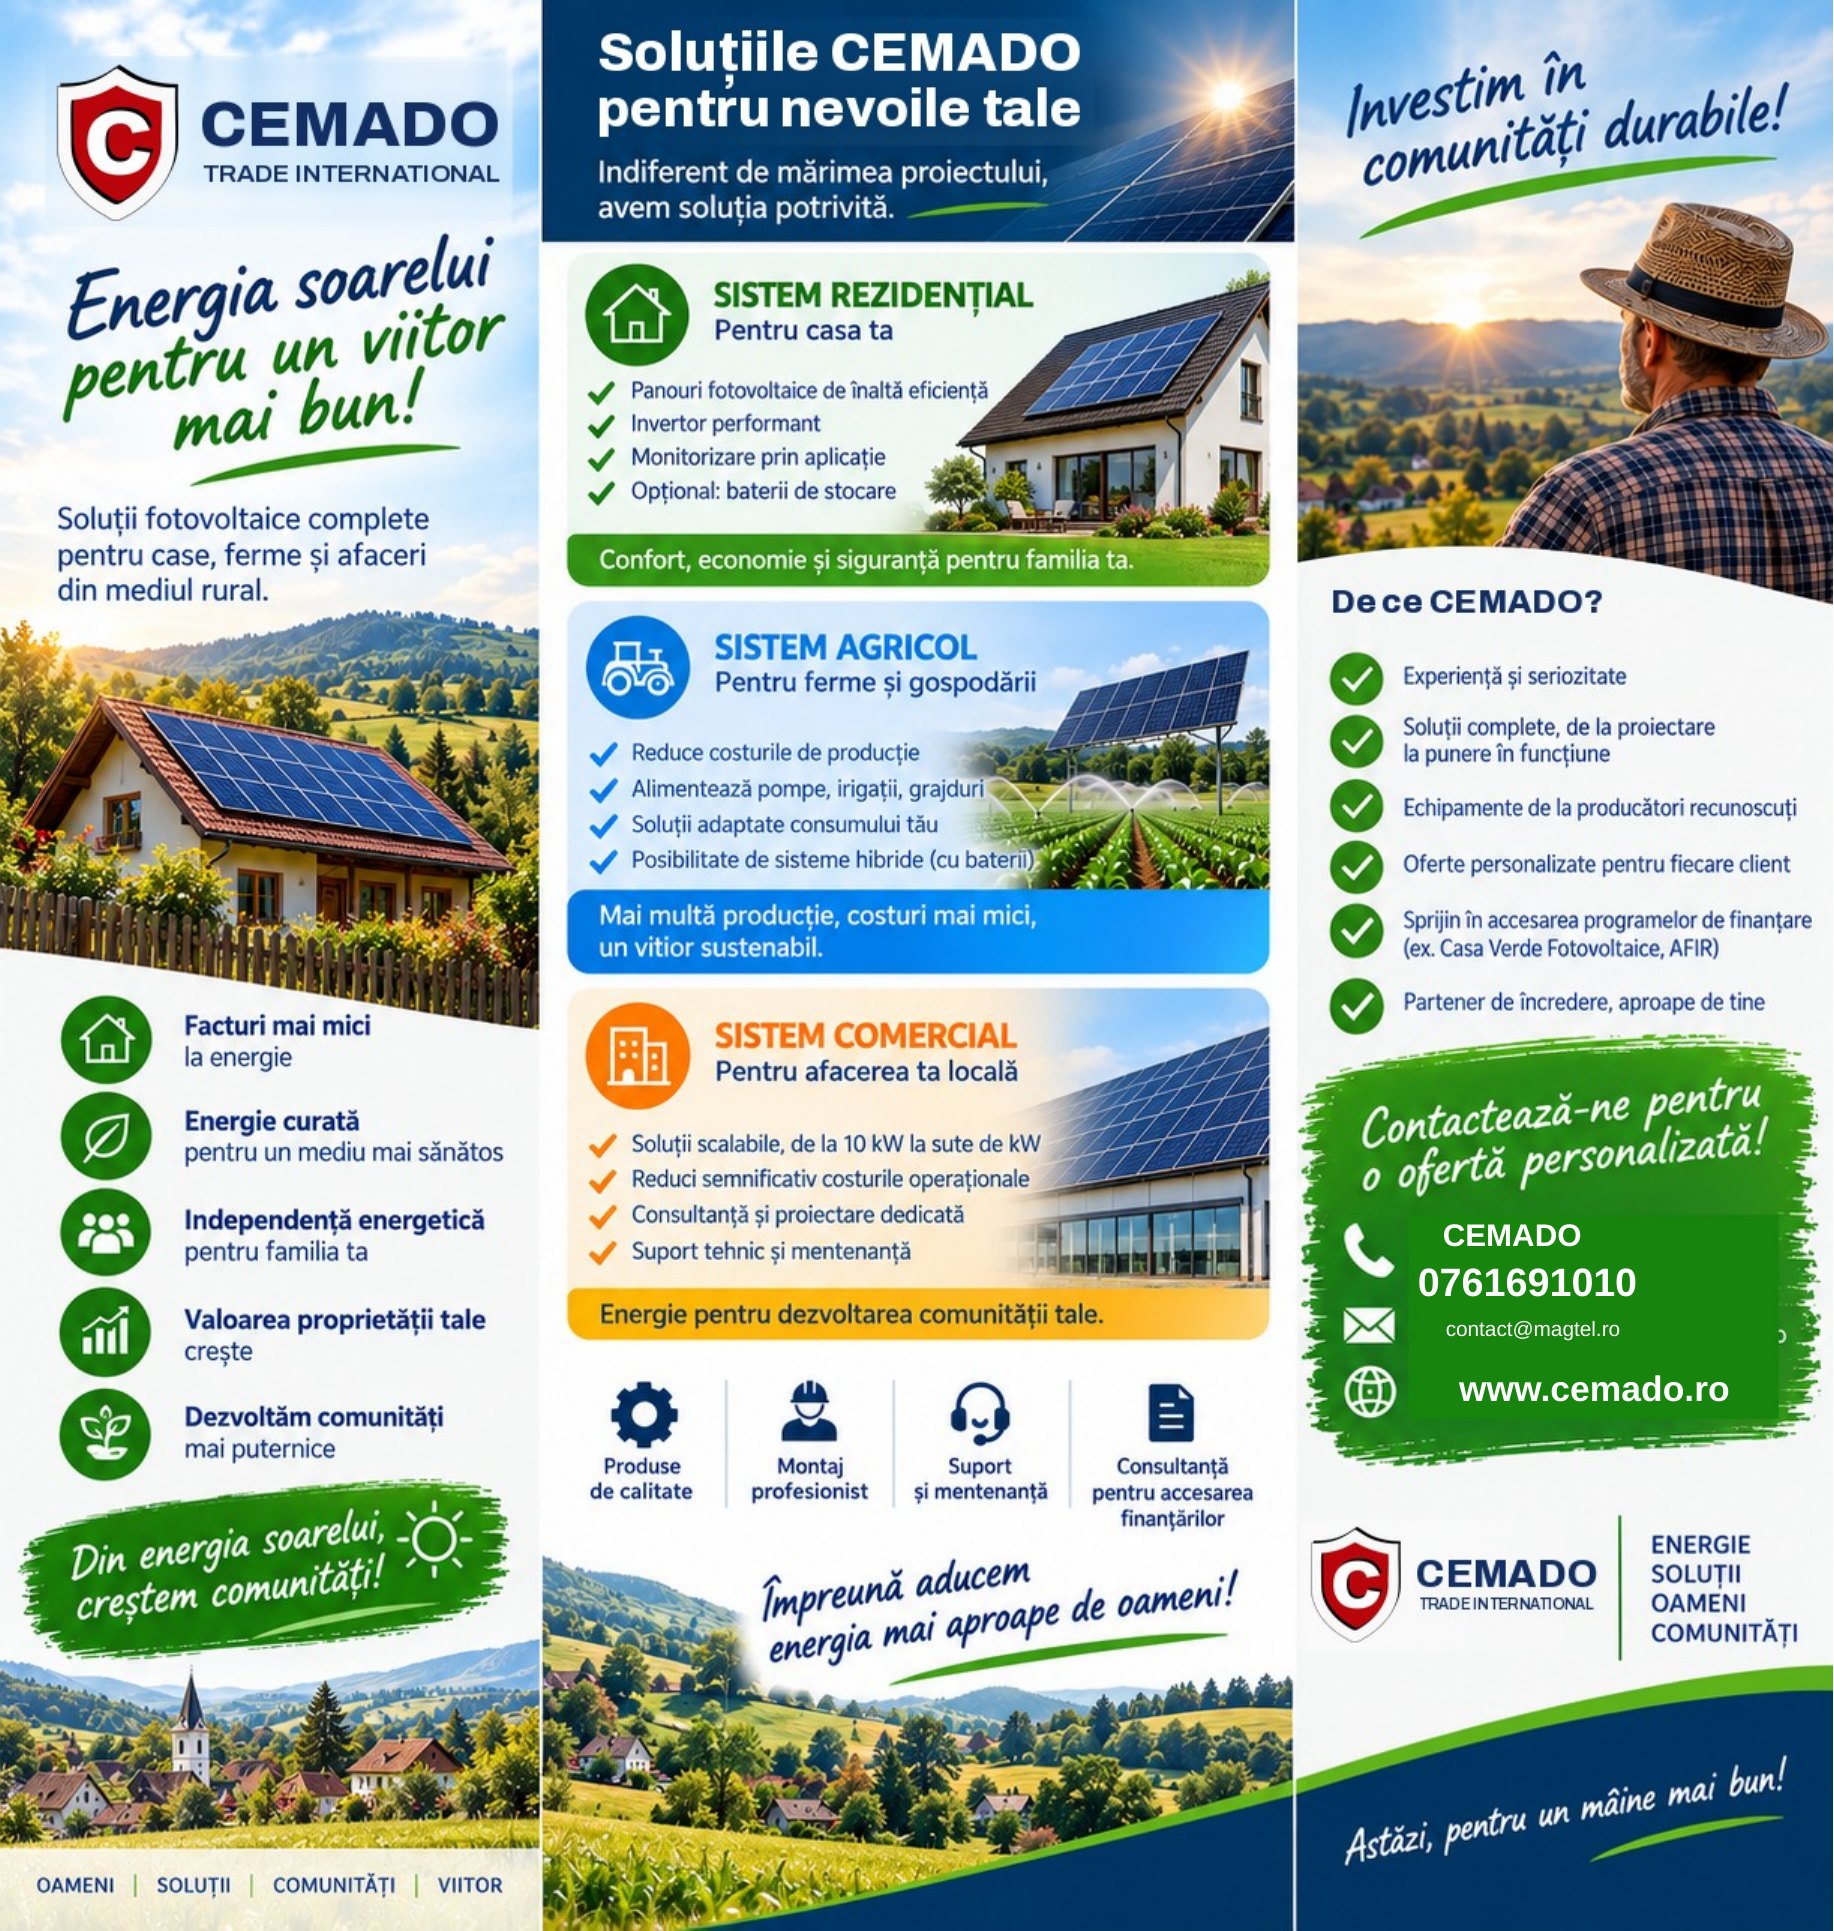 C
CEMADO
TRADE INTERNATIONAL
Energia soarelui
pentru un viitor
mai bun!
Soluții fotovoltaice complete
pentru case, ferme și afaceri
din mediul rural.
Facturi mai mici
la energie
Energie curată
pentru un mediu mai sănătos
Independență energetică
pentru familia ta
Valoarea proprietății tale
crește
Dezvoltăm comunități
mai puternice
Din energia soarelui,
creștem comunități!
OAMENI | SOLUȚII | COMUNITĂȚI | VIITOR
Soluțiile CEMADO
pentru nevoile tale
Indiferent de mărimea proiectului,
avem soluția potrivită.
SISTEM REZIDENȚIAL
Pentru casa ta
Panouri fotovoltaice de înaltă eficiență
Invertor performant
Monitorizare prin aplicație
Opțional: baterii de stocare
Confort, economie și siguranță pentru familia ta.
SISTEM AGRICOL
Pentru ferme și gospodării
Reduce costurile de producție
Alimentează pompe, irigații, grajduri
Soluții adaptate consumului tău
Posibilitate de sisteme hibride (cu baterii)
Mai multă producție, costuri mai mici,
un vitior sustenabil.
SISTEM COMERCIAL
Pentru afacerea ta locală
Soluții scalabile, de la 10 kW la sute de kW
Reduci semnificativ costurile operaționale
Consultanță și proiectare dedicată
Suport tehnic și mentenanță
Energie pentru dezvoltarea comunității tale.
Produse
de calitate
Montaj
profesionist
Suport
și mentenanță
Consultanță
pentru accesarea
finanțărilor
Împreună aducem
energia mai aproape de oameni!
Investim în
comunități durabile!
De ce CEMADO?
Experiență și seriozitate
Soluții complete, de la proiectare
la punere în funcțiune
Echipamente de la producători recunoscuți
Oferte personalizate pentru fiecare client
Sprijin în accesarea programelor de finanțare
(ex. Casa Verde Fotovoltaice, AFIR)
Partener de încredere, aproape de tine
Contactează-ne pentru
o ofertă personalizată!
CEMADO
0761691010
contact@magtel.ro
www.cemado.ro
C
CEMADO
TRADE INTERNATIONAL
ENERGIE
SOLUȚII
OAMENI
COMUNITĂȚI
Astăzi, pentru un mâine mai bun!